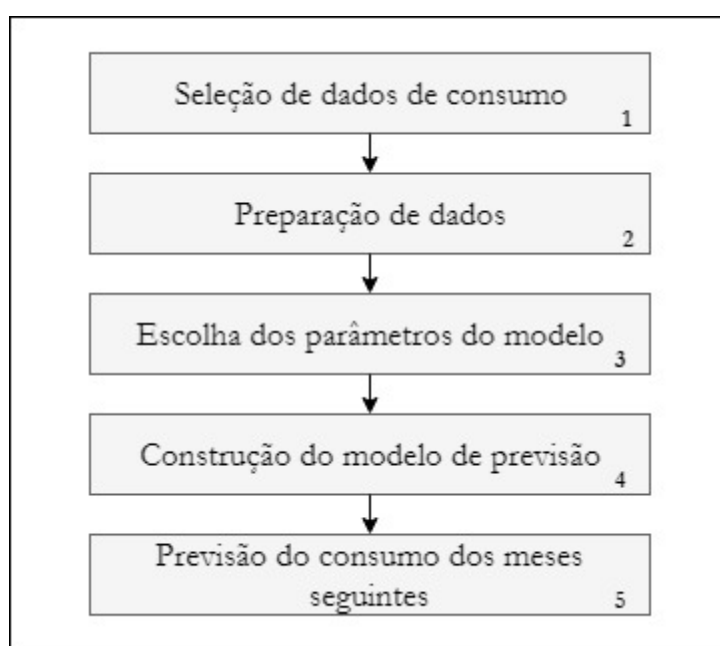 Seleção de dados de consumo
1
Preparação de dados
2
Escolha dos parâmetros do modelo
3
Construção do modelo de previsão
4
Previsão do consumo dos meses
seguintes
5